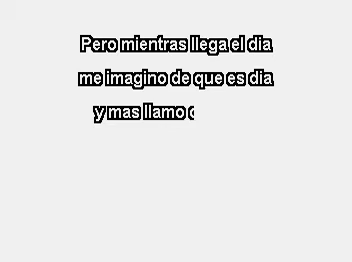 Pero mientras llega el dia
me imagino de que es dia
y mas llamo